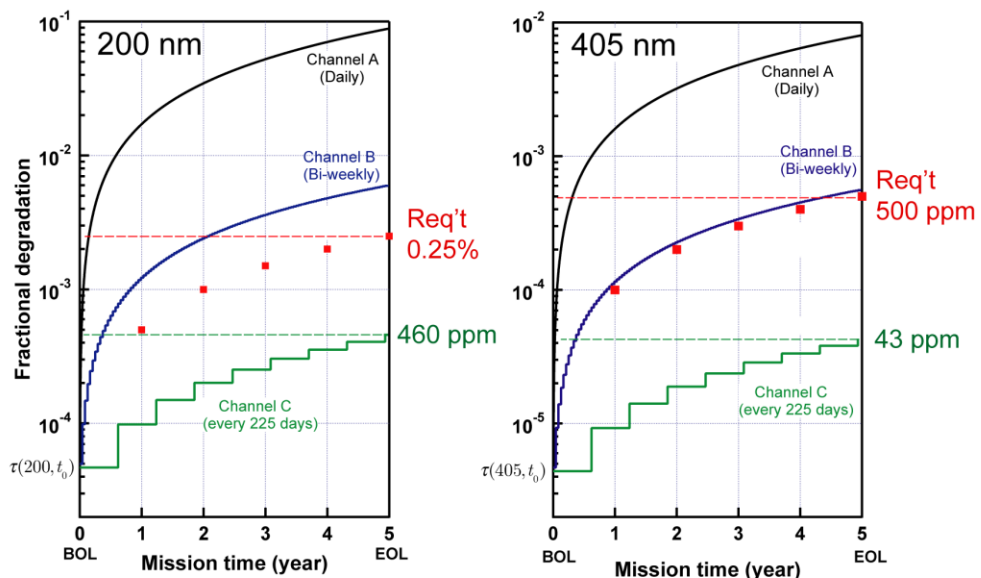 200 nm
Fractional degradation
10⁻¹
10⁻²
10⁻³
10⁻⁴
τ(200,t₀)
Channel A
(Daily)
Channel B
(Bi-weekly)
Req't
0.25%
460 ppm
Channel C
(every 225 days)
0 1 2 3 4 5
BOL EOL
Mission time (year)
405 nm
10⁻²
10⁻³
10⁻⁴
10⁻⁵
τ(405,t₀)
Channel A
(Daily)
Channel B
(Bi-weekly)
Req't
500 ppm
43 ppm
Channel C
(every 225 days)
0 1 2 3 4 5
BOL EOL
Mission time (year)